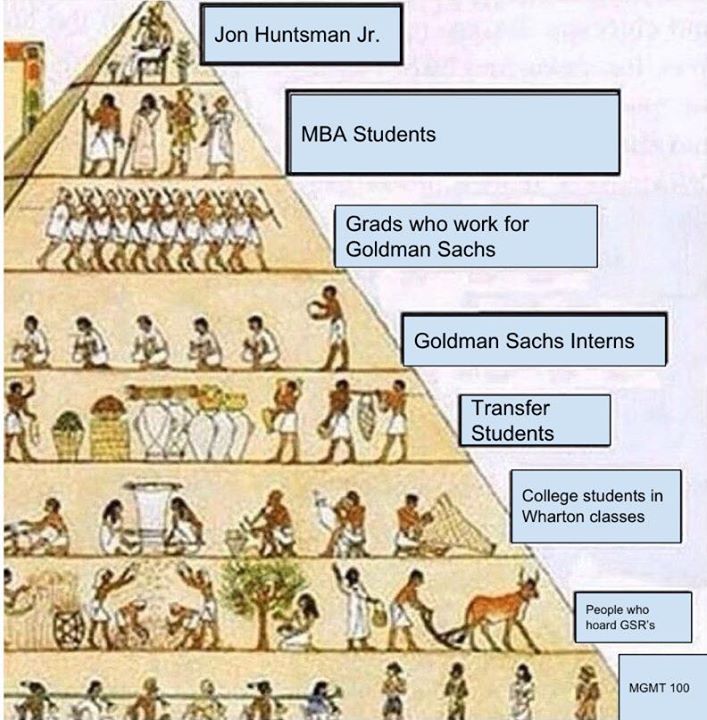 Jon Huntsman Jr.
MBA Students
Grads who work for
Goldman Sachs
Goldman Sachs Interns
Transfer
Students
College students in
Wharton classes
People who
hoard GSR's
MGMT 100